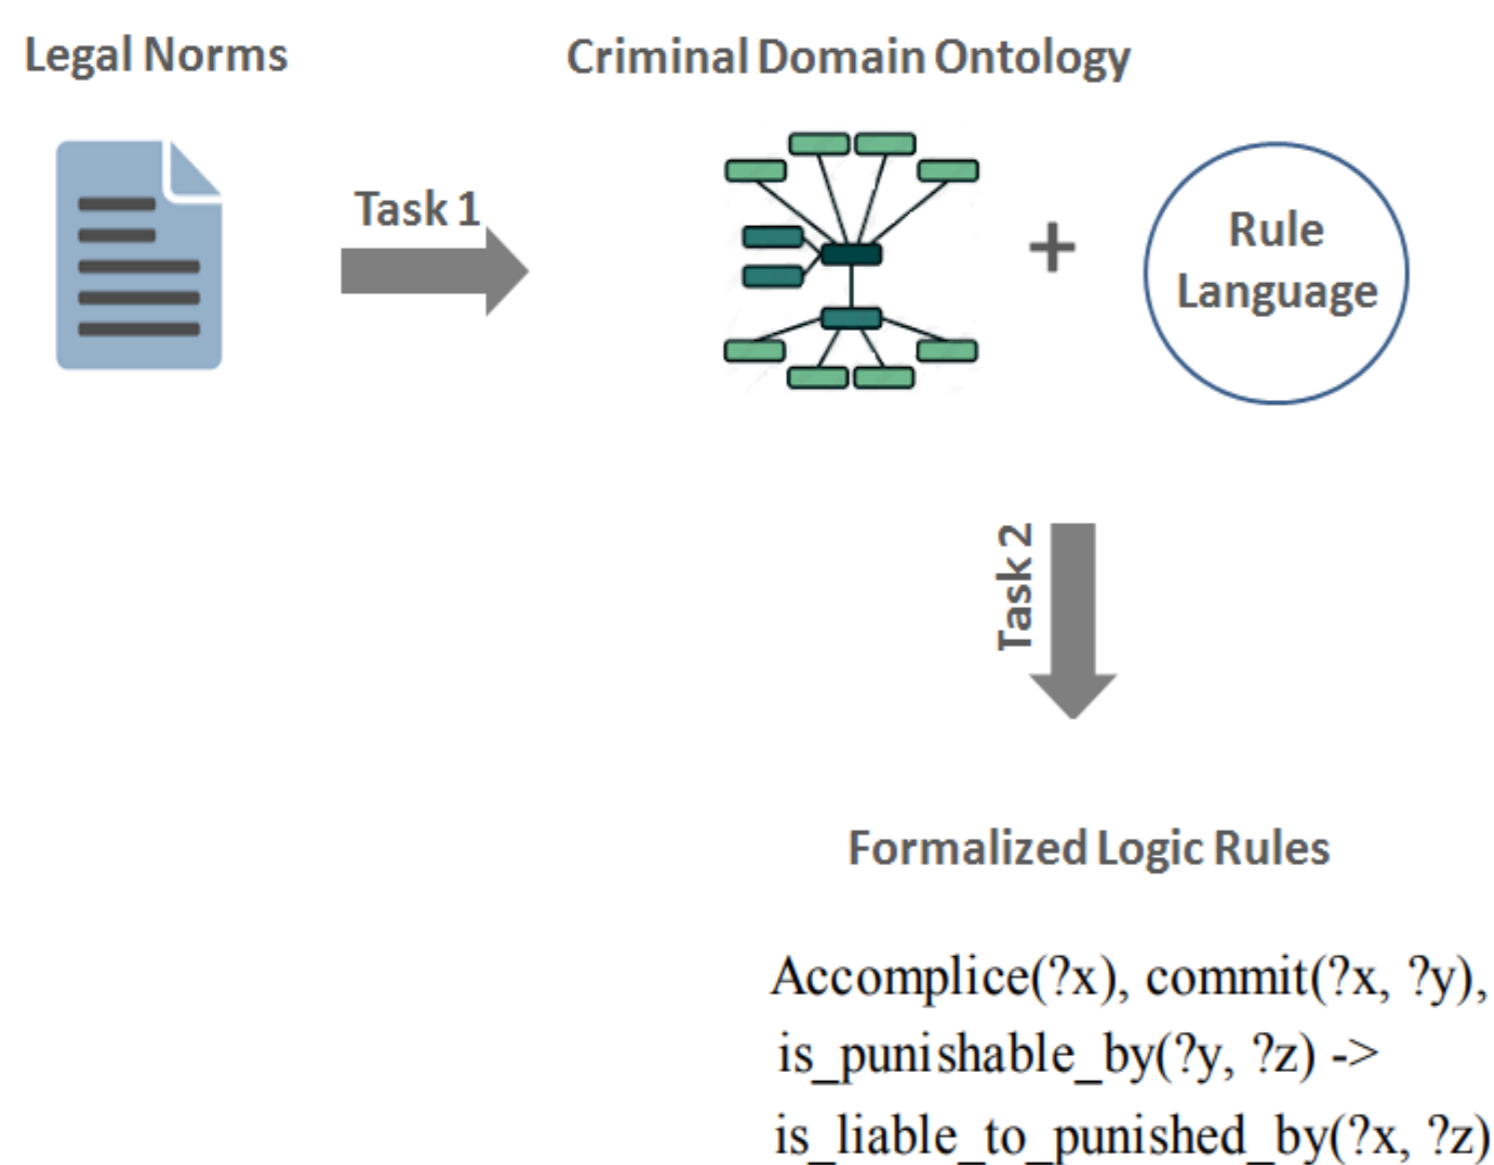 Legal Norms
Criminal Domain Ontology
Task 1
+
Rule
Language
Task 2
Formalized Logic Rules
Accomplice(?x), commit(?x, ?y),
is_punishable_by(?y, ?z) ->
is_liable_to_punished_by(?x, ?z)